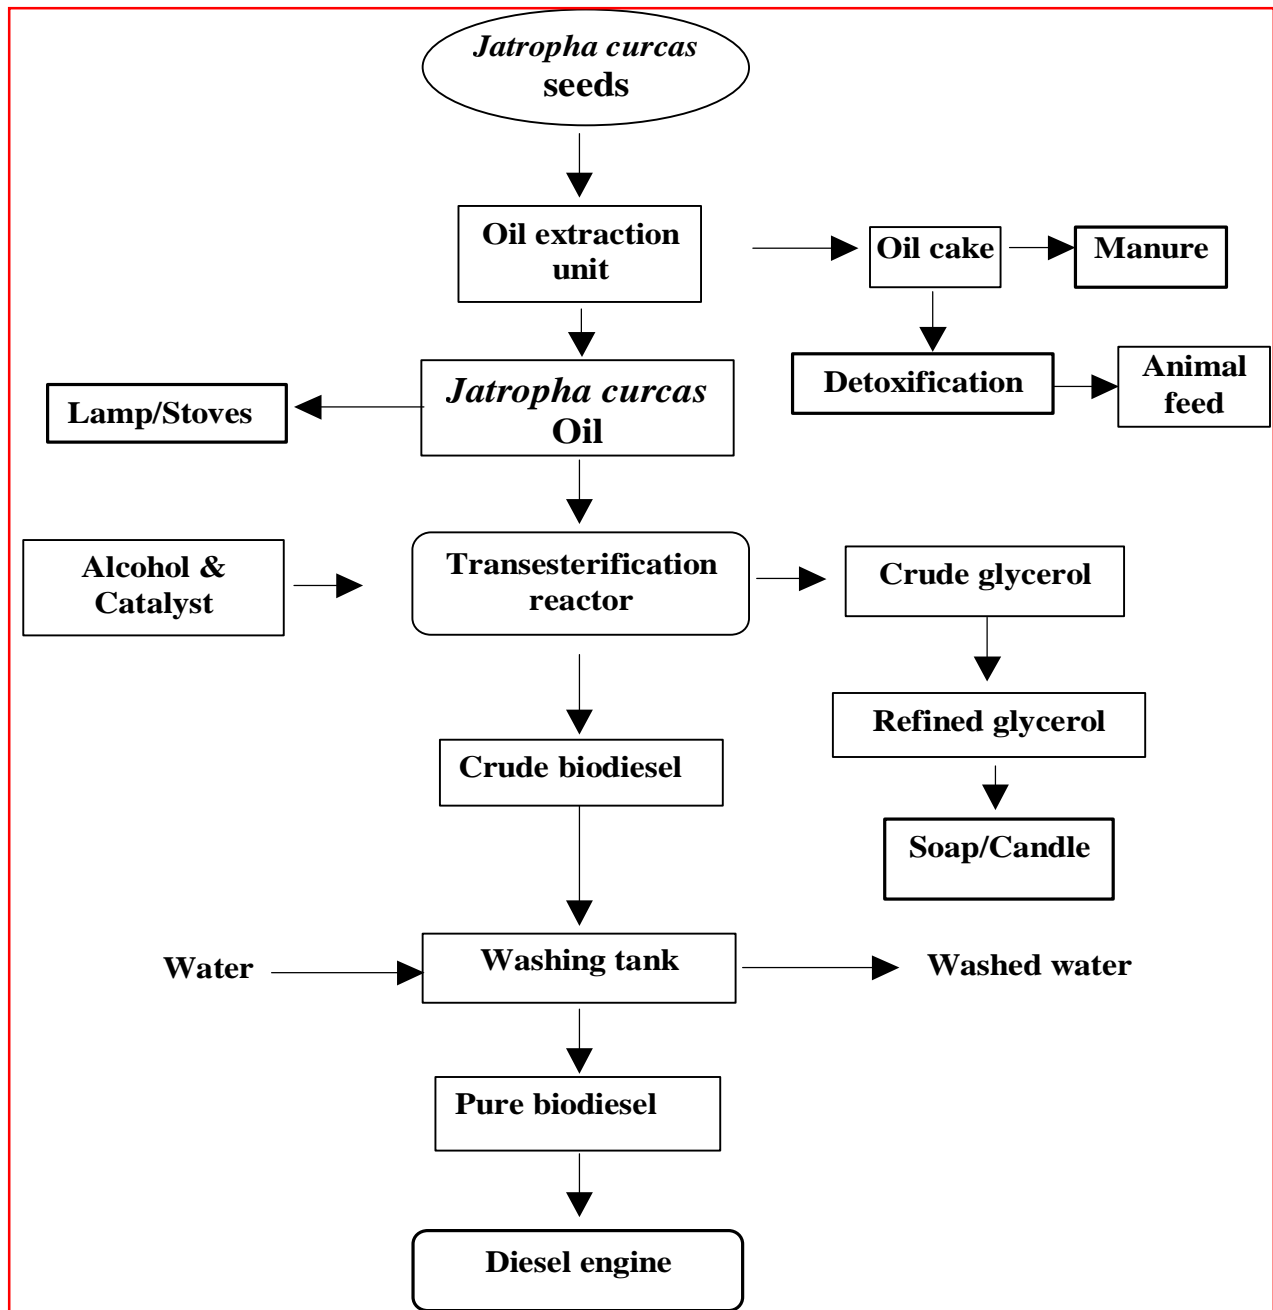 Jatropha curcas
seeds
Oil extraction
unit
Oil cake
Manure
Detoxification
Animal
feed
Jatropha curcas
Oil
Lamp/Stoves
Alcohol &
Catalyst
Transesterification
reactor
Crude glycerol
Refined glycerol
Crude biodiesel
Soap/Candle
Water
Washing tank
Washed water
Pure biodiesel
Diesel engine